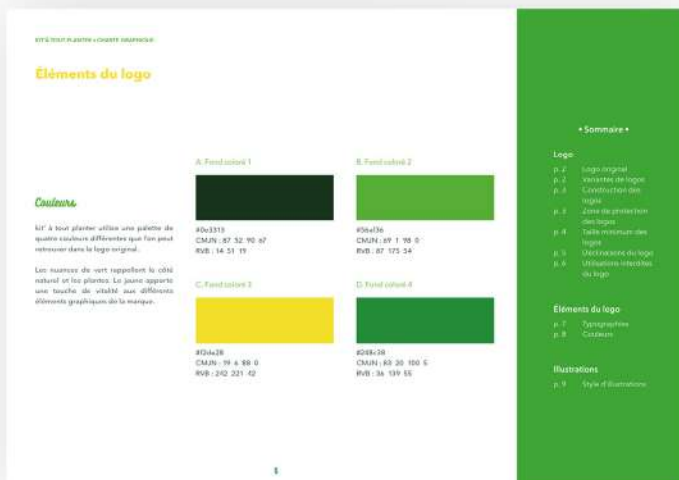 KIT'À TOUT PLANTER • CHARTE GRAPHIQUE
Éléments du logo
Couleurs
kit' à tout planter utilise une palette de
quatre couleurs différentes que l'on peut
retrouver dans le logo original.
Les nuances de vert rappellent le côté
naturel et les plantes. Le jaune apporte
une touche de vitalité aux différents
éléments graphiques de la marque.
A. Fond coloré 1
#0e3313
CMJN : 87 52 90 67
RVB : 14 51 19
B. Fond coloré 2
#56af36
CMJN : 69 1 98 0
RVB : 87 175 54
C. Fond coloré 3
#f2de28
CMJN : 19 6 88 0
RVB : 242 221 42
D. Fond coloré 4
#248c38
CMJN : 83 20 100 5
RVB : 36 139 55
8
• Sommaire •
Logo
p. 2 Logo original
p. 2 Variantes de logos
p. 3 Construction des
logos
p. 3 Zone de protection
des logos
p. 4 Taille minimum des
logos
p. 5 Déclinaisons du logo
p. 6 Utilisations interdites
du logo
Éléments du logo
p. 7 Typographies
p. 8 Couleurs
Illustrations
p. 9 Style d'illustrations